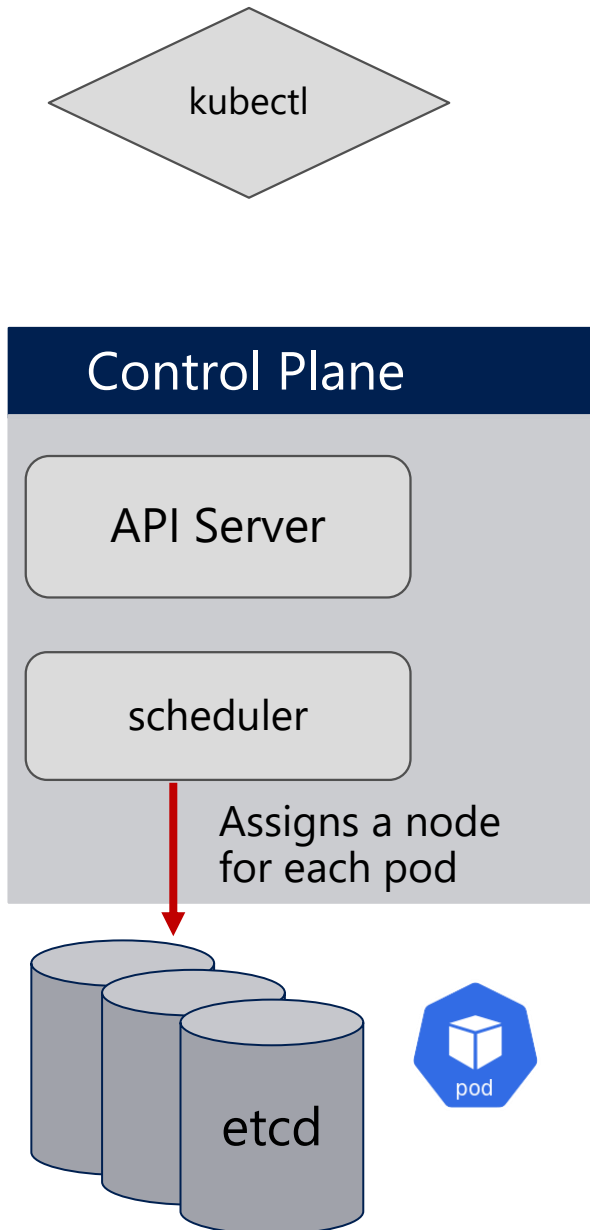 kubectl
Control Plane
API Server
scheduler
Assigns a node
for each pod
etcd
pod